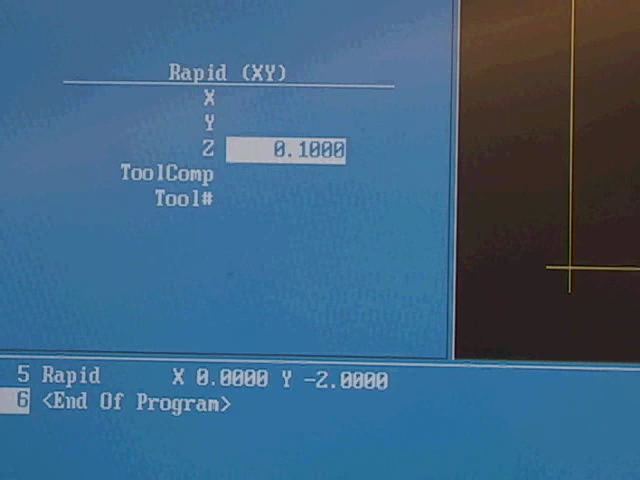 Rapid (XY)
X
Y
Z 0.1000
ToolComp
Tool#
5 Rapid X 0.0000 Y -2.0000
6 <End Of Program>